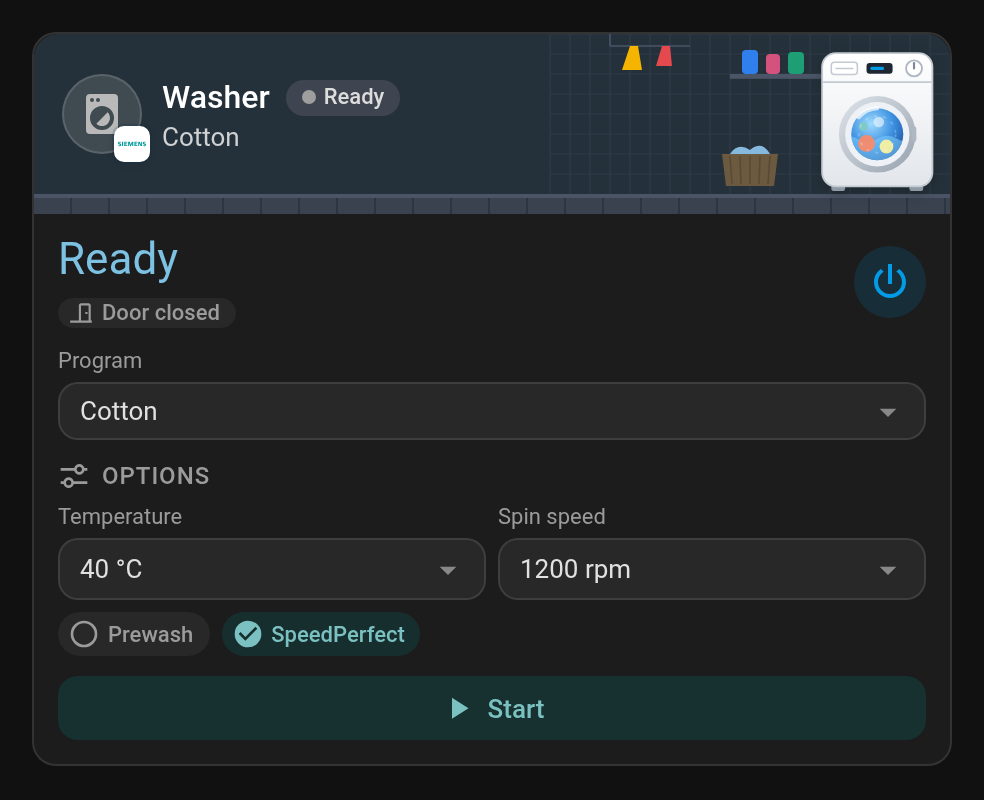 Washer
Ready
SIEMENS
Cotton
Ready
Door closed
Program
Cotton
OPTIONS
Temperature
Spin speed
40 °C
1200 rpm
Prewash
SpeedPerfect
Start